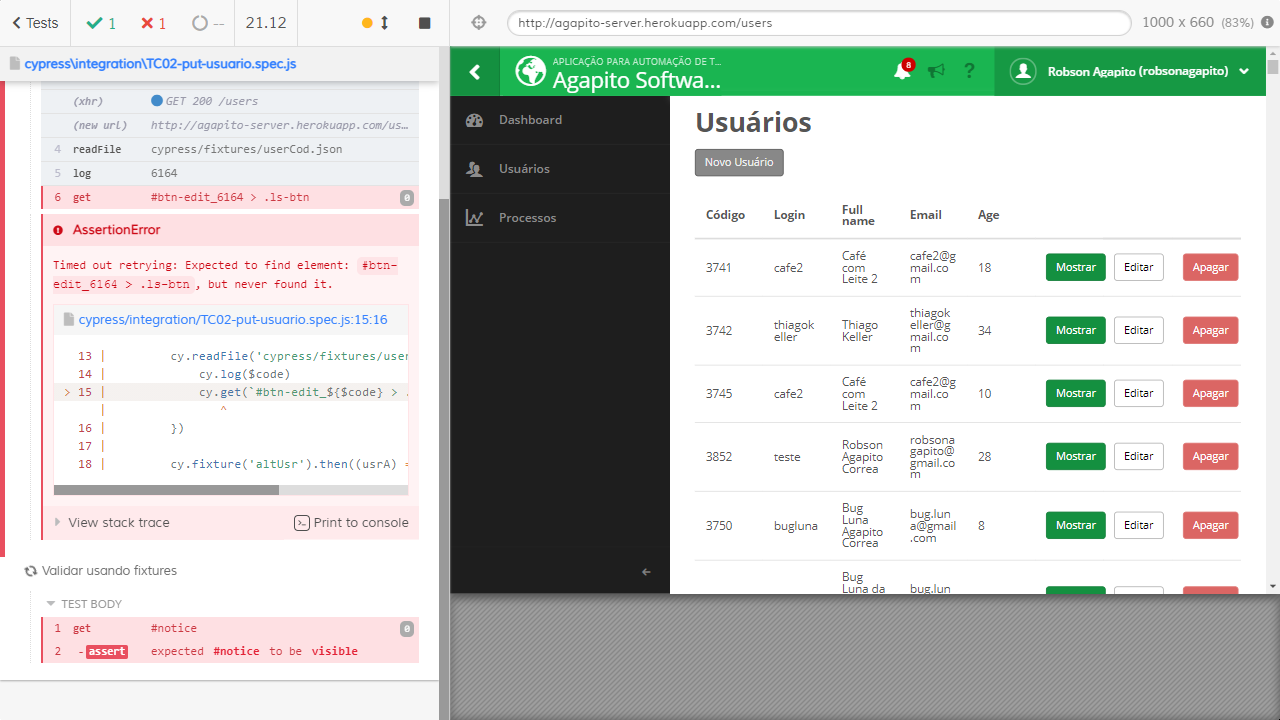 Tests
1
1
--
21.12
http://agapito-server.herokuapp.com/users
1000 x 660 (83%)
cypress\integration\TC02-put-usuario.spec.js
(xhr) GET 200 /users
(new url) http://agapito-server.herokuapp.com/us…
4 readFile cypress/fixtures/userCod.json
5 log 6164
6 get #btn-edit_6164 > .ls-btn 0
AssertionError
Timed out retrying: Expected to find element: #btn-
edit_6164 > .ls-btn, but never found it.
cypress/integration/TC02-put-usuario.spec.js:15:16
13 | cy.readFile('cypress/fixtures/user
14 | cy.log($code)
> 15 | cy.get(`#btn-edit_${$code} > .
| ^
16 | })
17 |
18 | cy.fixture('altUsr').then((usrA) =
View stack trace
Print to console
Validar usando fixtures
TEST BODY
1 get #notice 0
2 -assert expected #notice to be visible
APLICAÇÃO PARA AUTOMAÇÃO DE T...
Agapito Softwa...
8
?
Robson Agapito (robsonagapito)
Dashboard
Usuários
Processos
Usuários
Novo Usuário
Código Login Full name Email Age
3741 cafe2 Café com Leite 2 cafe2@gmail.com 18 Mostrar Editar Apagar
3742 thiagokeller Thiago Keller thiagokeller@gmail.com 34 Mostrar Editar Apagar
3745 cafe2 Café com Leite 2 cafe2@gmail.com 10 Mostrar Editar Apagar
3852 teste Robson Agapito Correa robsonagapito@gmail.com 28 Mostrar Editar Apagar
3750 bugluna Bug Luna Agapito Correa bug.luna@gmail.com 8 Mostrar Editar Apagar
Bug Luna da bug.lun